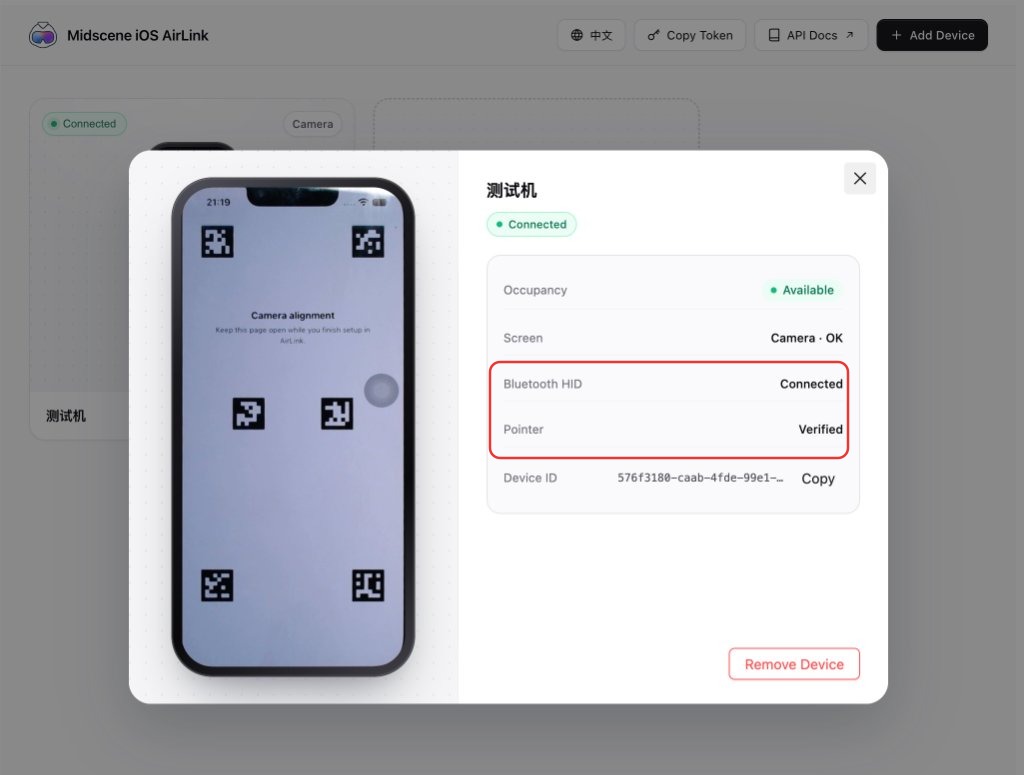 Midscene iOS AirLink
中文
Copy Token
API Docs ↗
+ Add Device
Connected
Camera
测试机
21:19
Camera alignment
Keep this page open while you finish setup in
AirLink.
测试机
Connected
Occupancy
Available
Screen
Camera · OK
Bluetooth HID
Connected
Pointer
Verified
Device ID
576f3180-caab-4fde-99e1-…
Copy
Remove Device